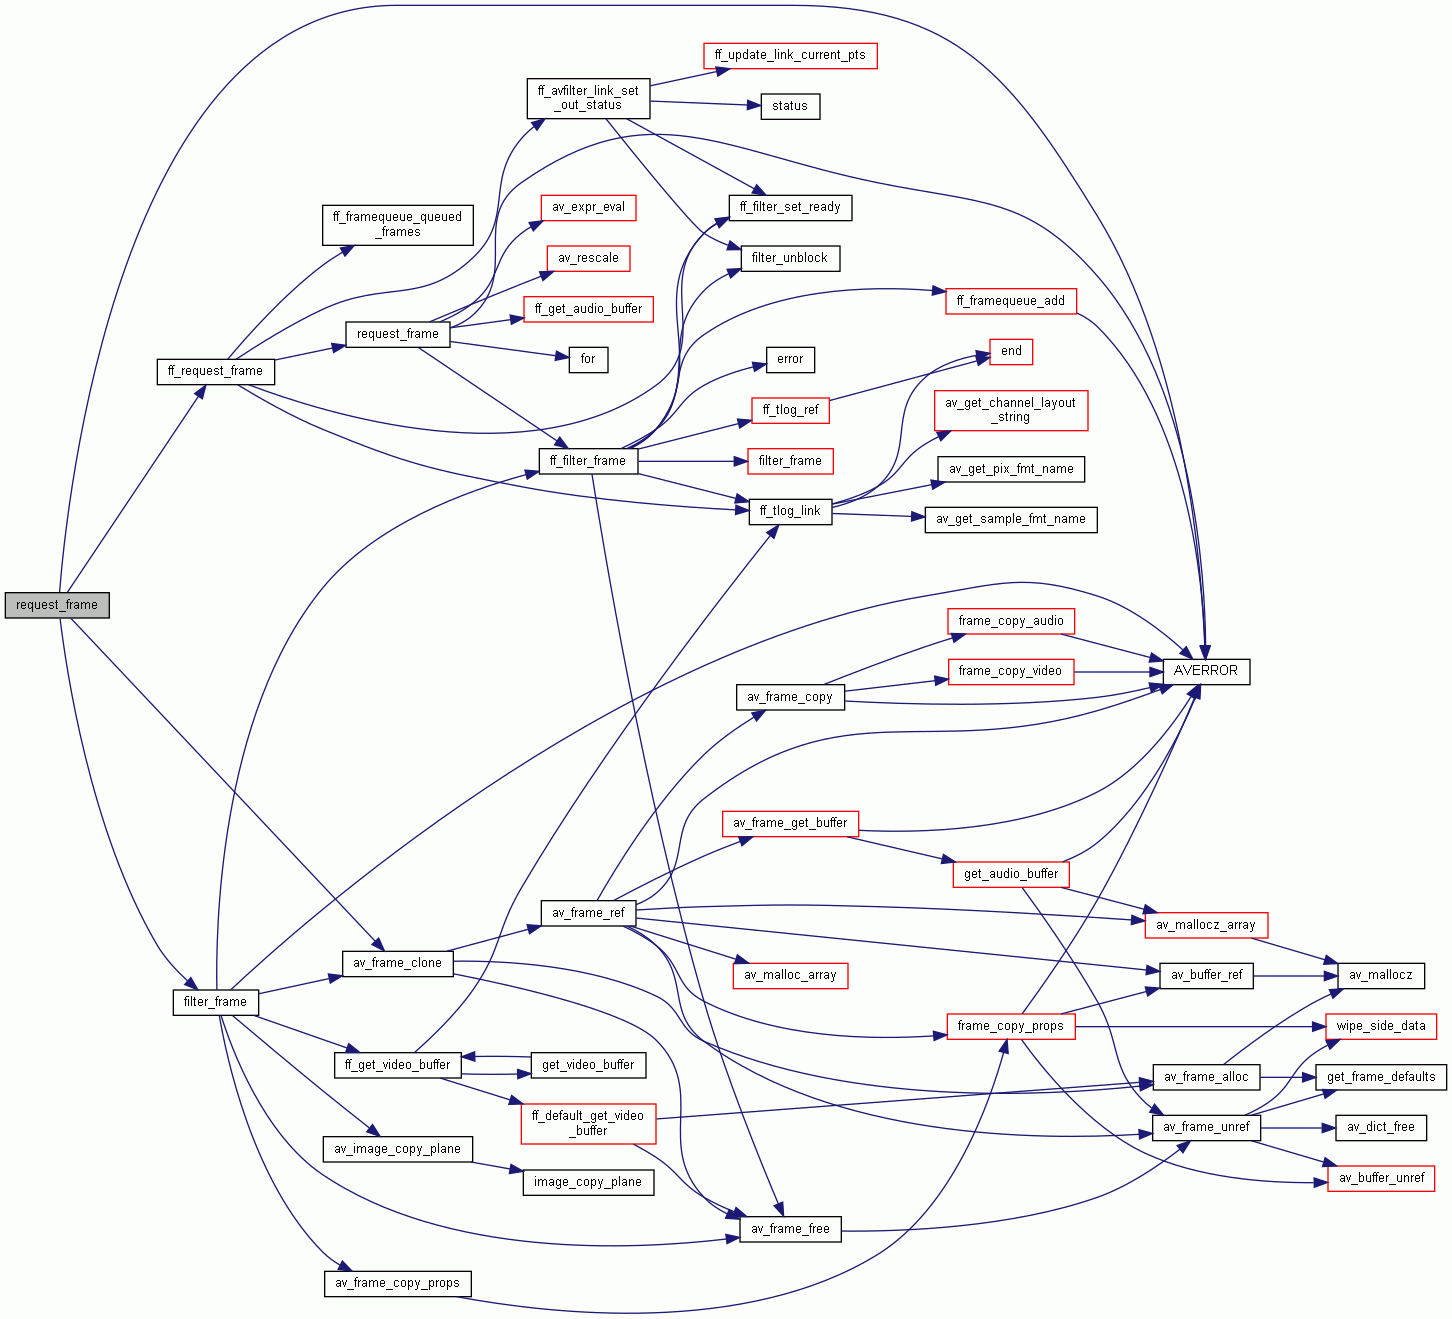 ff_update_link_current_pts
ff_avfilter_link_set
_out_status
status
ff_framequeue_queued
_frames
av_expr_eval
ff_filter_set_ready
av_rescale
filter_unblock
ff_get_audio_buffer
ff_framequeue_add
request_frame
for
error
end
ff_request_frame
ff_tlog_ref
av_get_channel_layout
_string
ff_filter_frame
filter_frame
av_get_pix_fmt_name
ff_tlog_link
av_get_sample_fmt_name
request_frame
frame_copy_audio
frame_copy_video
AVERROR
av_frame_copy
av_frame_get_buffer
get_audio_buffer
av_frame_ref
av_mallocz_array
av_frame_clone
av_malloc_array
av_buffer_ref
av_mallocz
filter_frame
frame_copy_props
wipe_side_data
ff_get_video_buffer
get_video_buffer
av_frame_alloc
get_frame_defaults
ff_default_get_video
_buffer
av_frame_unref
av_dict_free
av_image_copy_plane
image_copy_plane
av_buffer_unref
av_frame_free
av_frame_copy_props